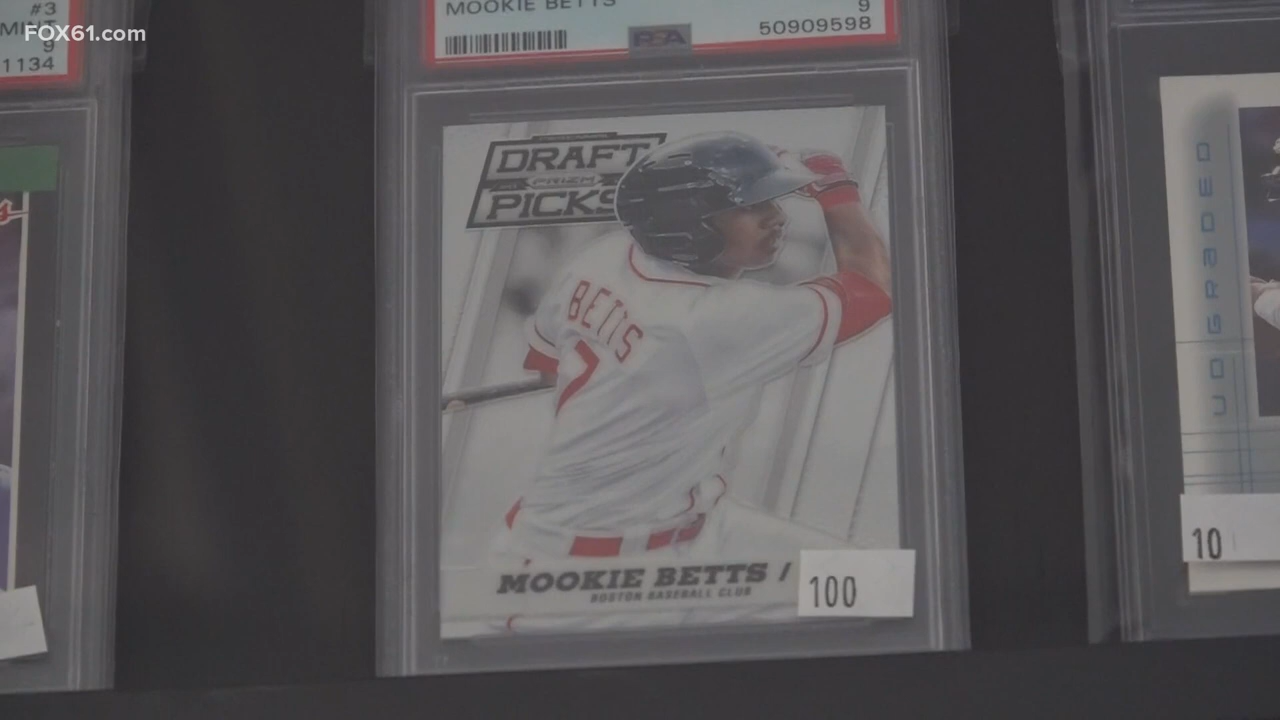 FOX61.com
#3
MINT
9
1134
MOOKIE BETTS
9
PSA
50909598
DRAFT
PRIZM
PICKS
BETTS
7
MOOKIE BETTS /
BOSTON BASEBALL CLUB
100
UPGRADED
10